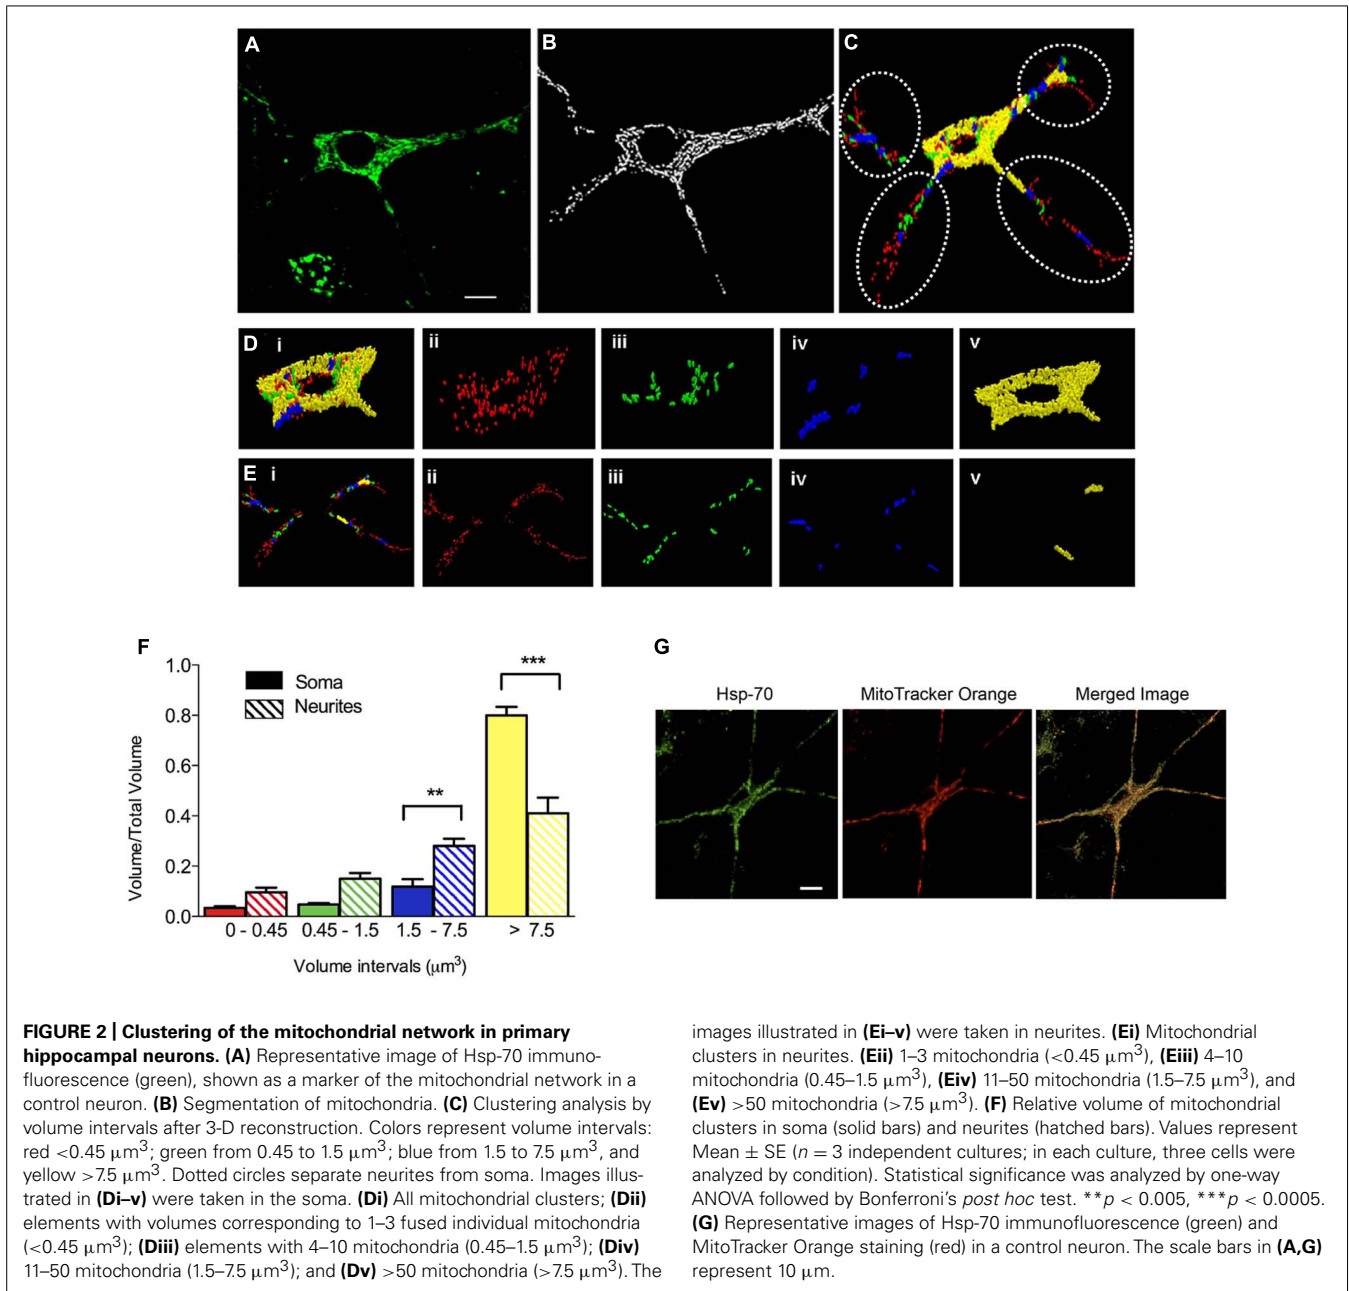 A
B
C
D
i
ii
iii
iv
v
E
i
ii
iii
iv
v
F
1.0
0.8
0.6
0.4
0.2
0.0
Volume/Total Volume
Soma
Neurites
**
***
0 - 0.45
0.45 - 1.5
1.5 - 7.5
> 7.5
Volume intervals (μm³)
G
Hsp-70
MitoTracker Orange
Merged Image
FIGURE 2 | Clustering of the mitochondrial network in primary
hippocampal neurons. (A) Representative image of Hsp-70 immuno-
fluorescence (green), shown as a marker of the mitochondrial network in a
control neuron. (B) Segmentation of mitochondria. (C) Clustering analysis by
volume intervals after 3-D reconstruction. Colors represent volume intervals:
red <0.45 μm³; green from 0.45 to 1.5 μm³; blue from 1.5 to 7.5 μm³, and
yellow >7.5 μm³. Dotted circles separate neurites from soma. Images illus-
trated in (Di–v) were taken in the soma. (Di) All mitochondrial clusters; (Dii)
elements with volumes corresponding to 1–3 fused individual mitochondria
(<0.45 μm³); (Diii) elements with 4–10 mitochondria (0.45–1.5 μm³); (Div)
11–50 mitochondria (1.5–7.5 μm³); and (Dv) >50 mitochondria (>7.5 μm³). The
images illustrated in (Ei–v) were taken in neurites. (Ei) Mitochondrial
clusters in neurites. (Eii) 1–3 mitochondria (<0.45 μm³), (Eiii) 4–10
mitochondria (0.45–1.5 μm³), (Eiv) 11–50 mitochondria (1.5–7.5 μm³), and
(Ev) >50 mitochondria (>7.5 μm³). (F) Relative volume of mitochondrial
clusters in soma (solid bars) and neurites (hatched bars). Values represent
Mean ± SE (n = 3 independent cultures; in each culture, three cells were
analyzed by condition). Statistical significance was analyzed by one-way
ANOVA followed by Bonferroni's post hoc test. **p < 0.005, ***p < 0.0005.
(G) Representative images of Hsp-70 immunofluorescence (green) and
MitoTracker Orange staining (red) in a control neuron. The scale bars in (A,G)
represent 10 μm.